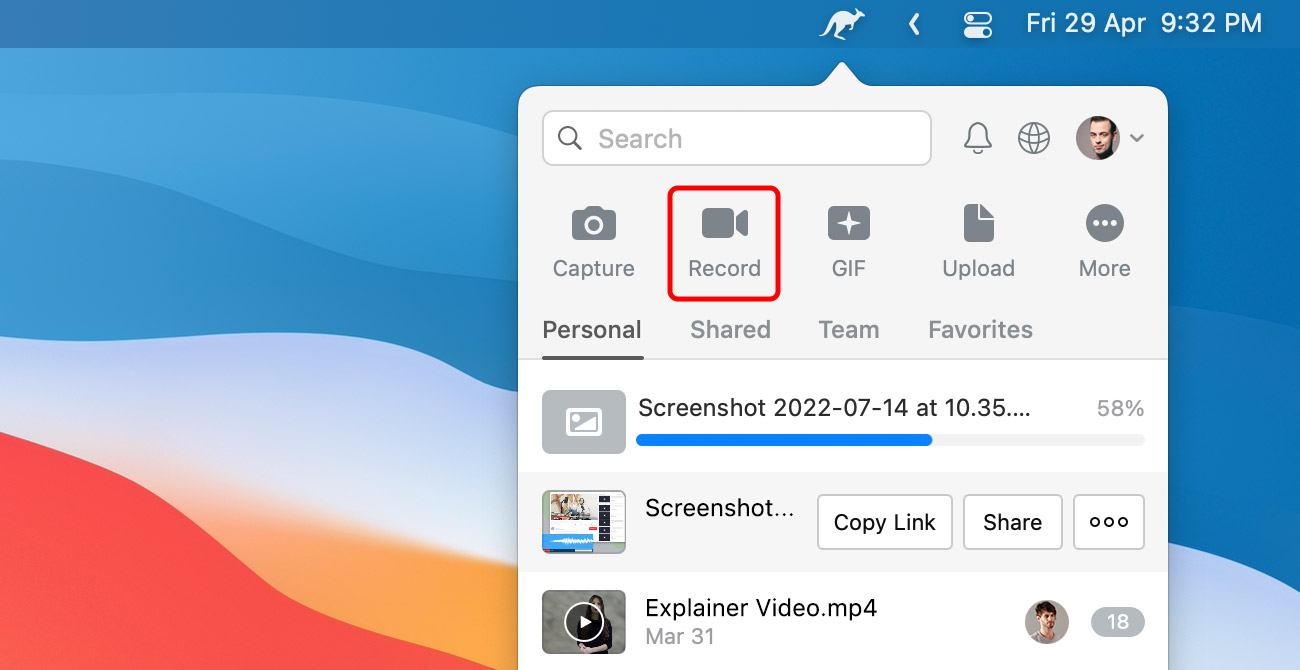 Fri 29 Apr 9:32 PM
Search
Capture Record GIF Upload More
Personal Shared Team Favorites
Screenshot 2022-07-14 at 10.35.... 58%
Screenshot... Copy Link Share
Explainer Video.mp4 18
Mar 31